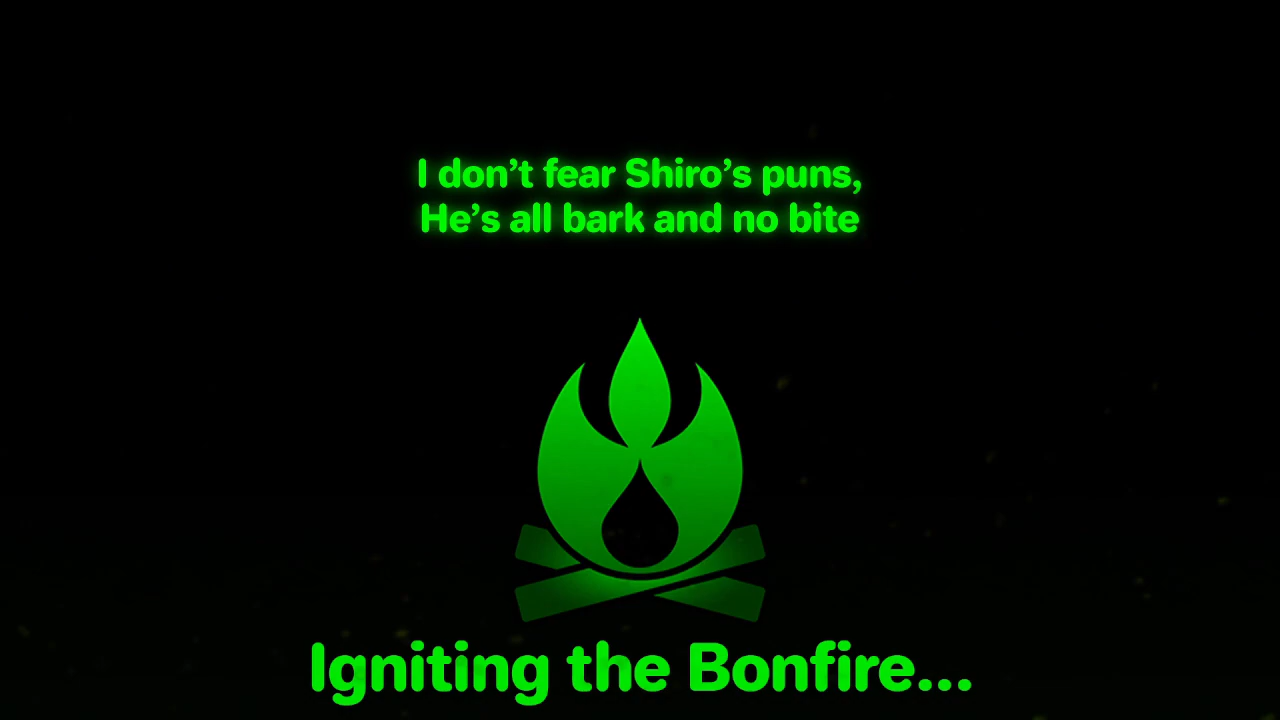 I don’t fear Shiro’s puns,
He’s all bark and no bite
Igniting the Bonfire...